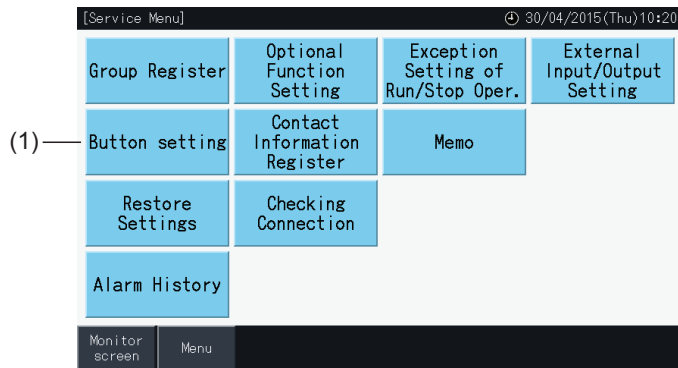 [Service Menu]
30/04/2015(Thu)10:20
Group Register
Optional
Function
Setting
Exception
Setting of
Run/Stop Oper.
External
Input/Output
Setting
(1)
Button setting
Contact
Information
Register
Memo
Restore
Settings
Checking
Connection
Alarm History
Monitor
screen
Menu